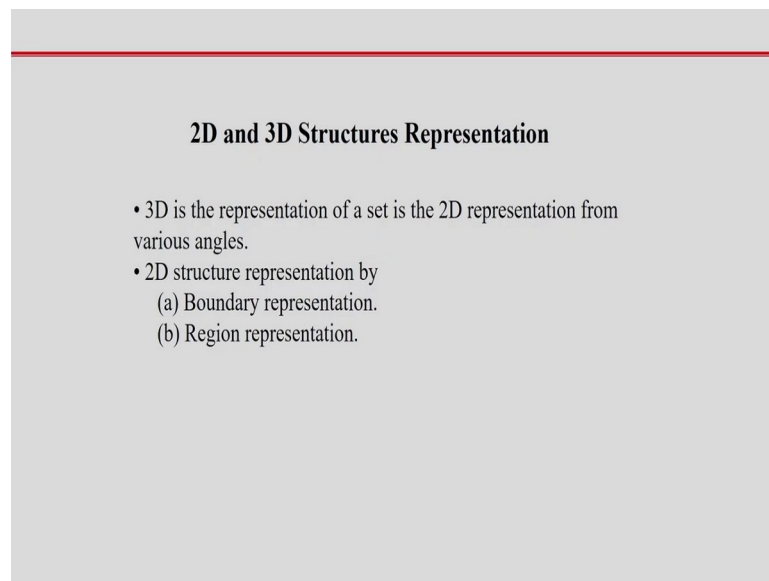 2D and 3D Structures Representation
• 3D is the representation of a set is the 2D representation from
various angles.
• 2D structure representation by
(a) Boundary representation.
(b) Region representation.